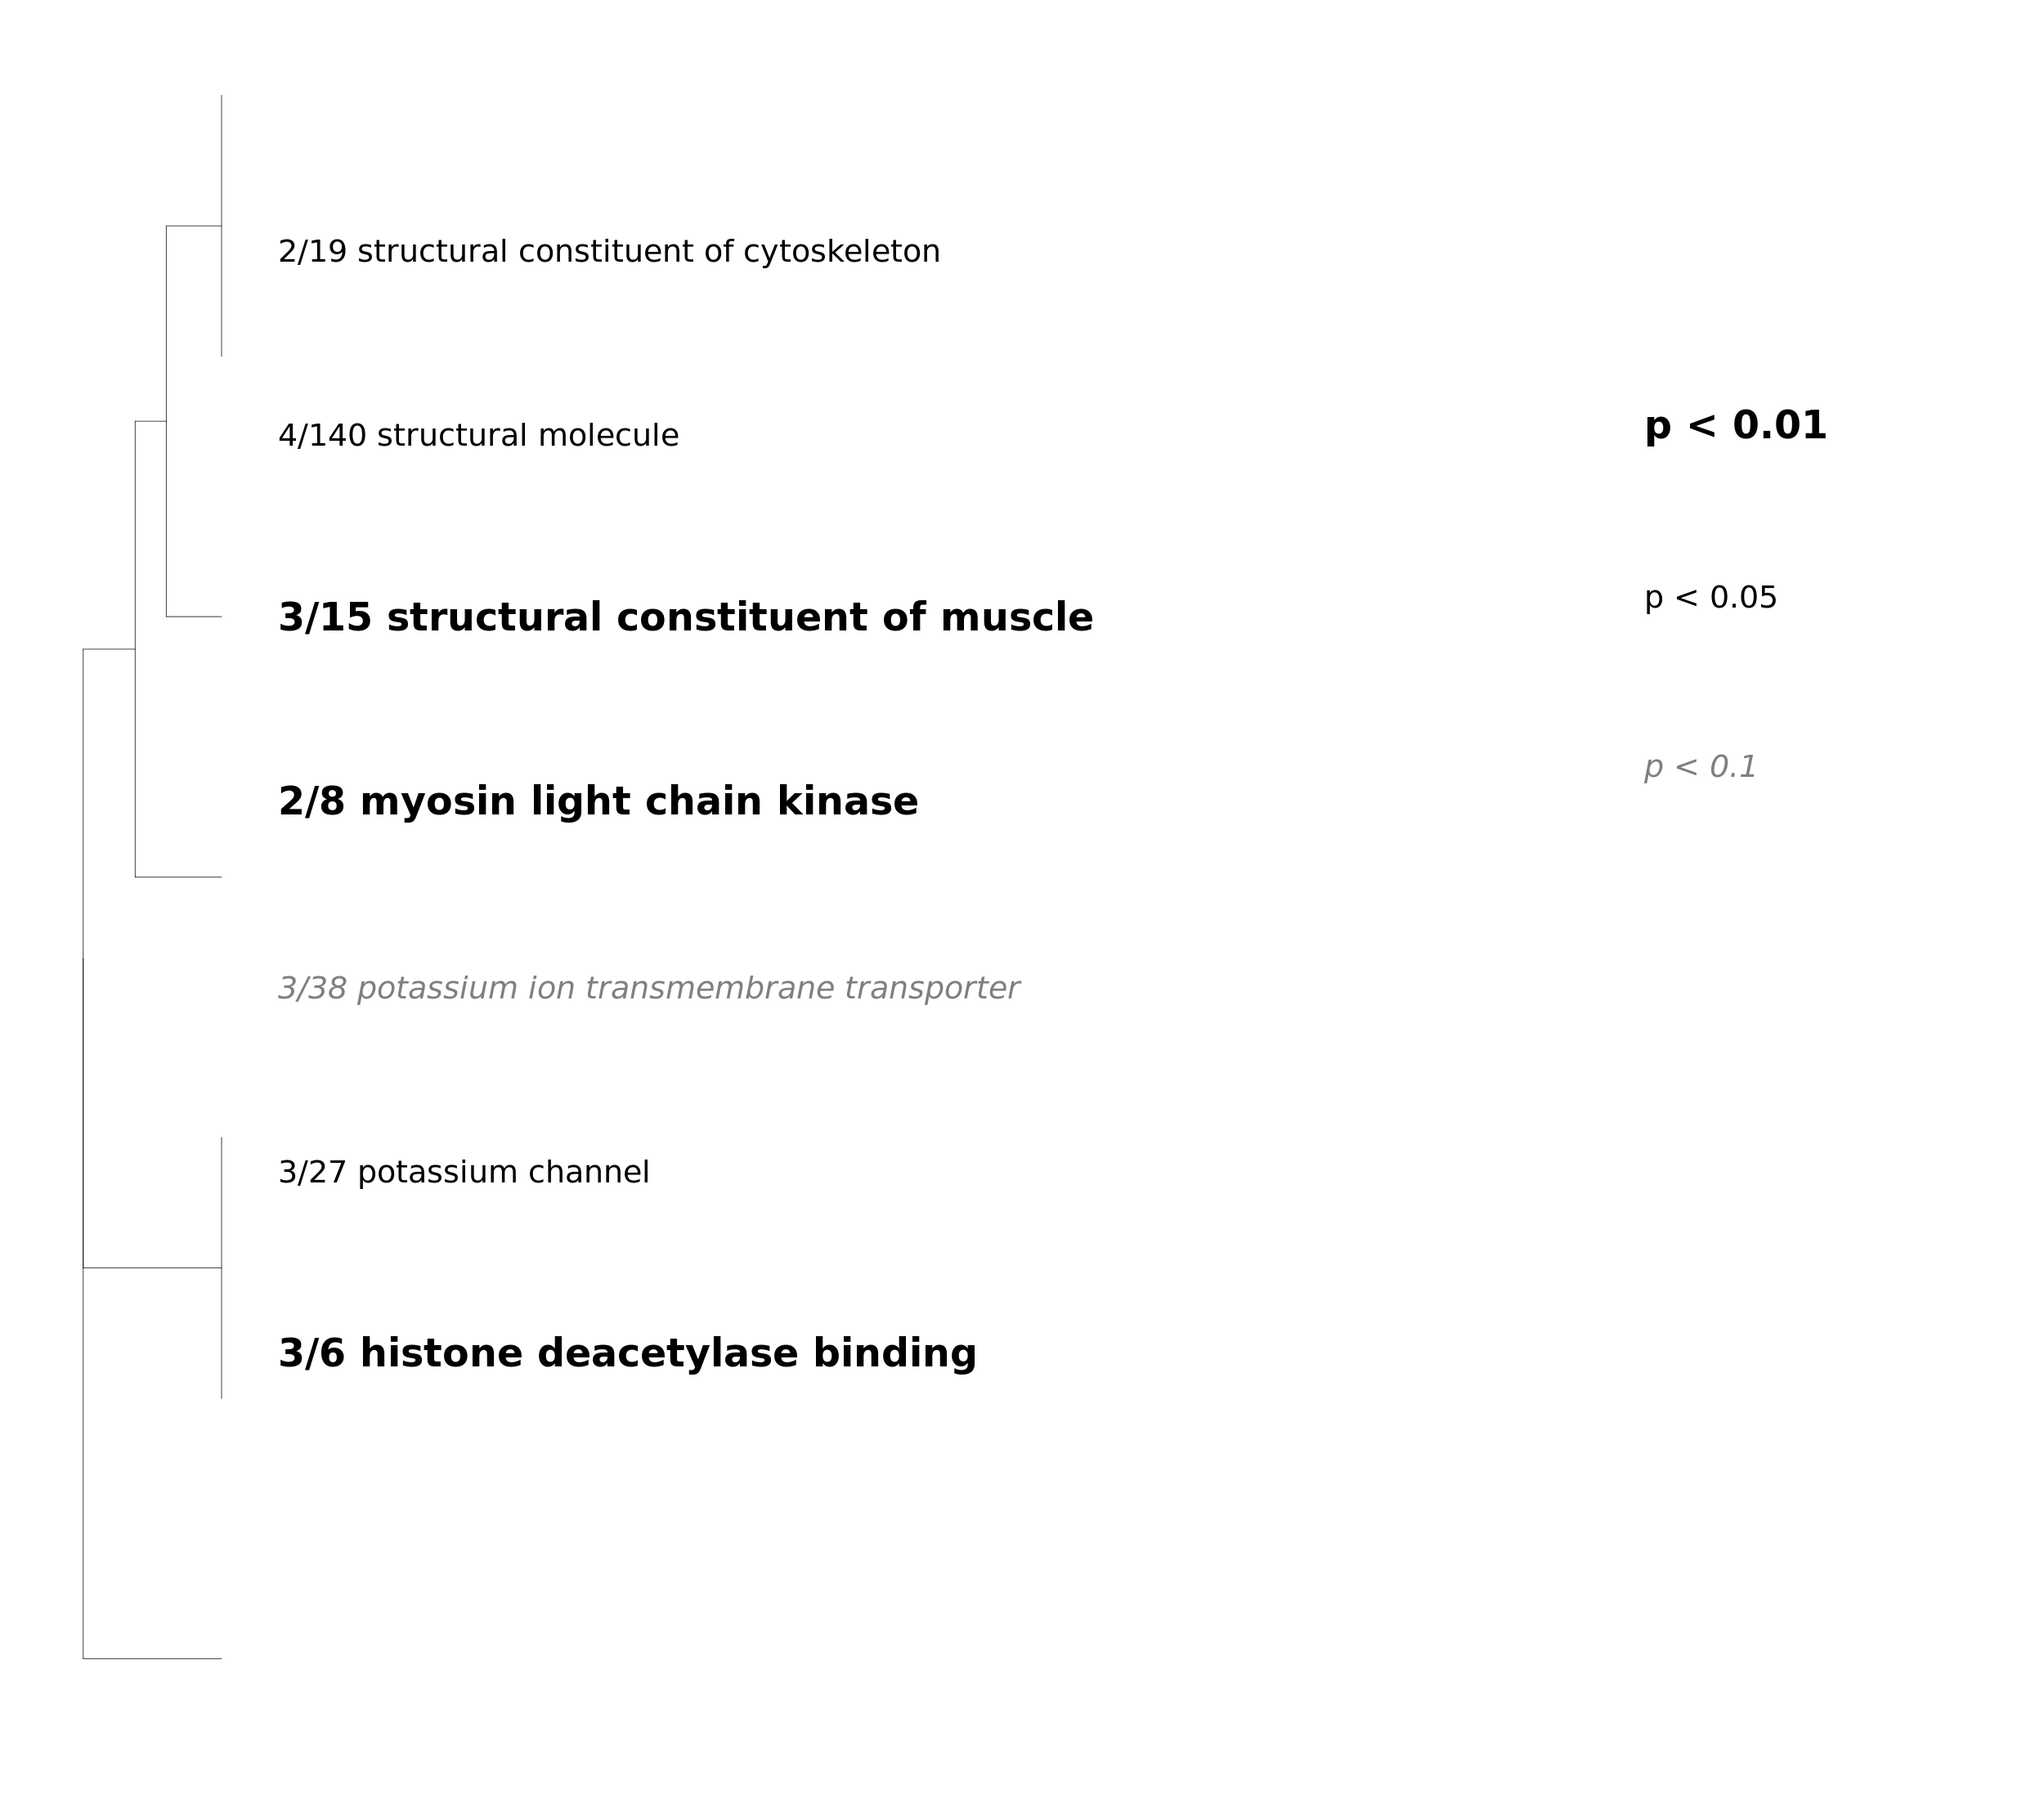 2/19 structural constituent of cytoskeleton
4/140 structural molecule
p < 0.01
3/15 structural constituent of muscle
p < 0.05
2/8 myosin light chain kinase
p < 0.1
3/38 potassium ion transmembrane transporter
3/27 potassium channel
3/6 histone deacetylase binding